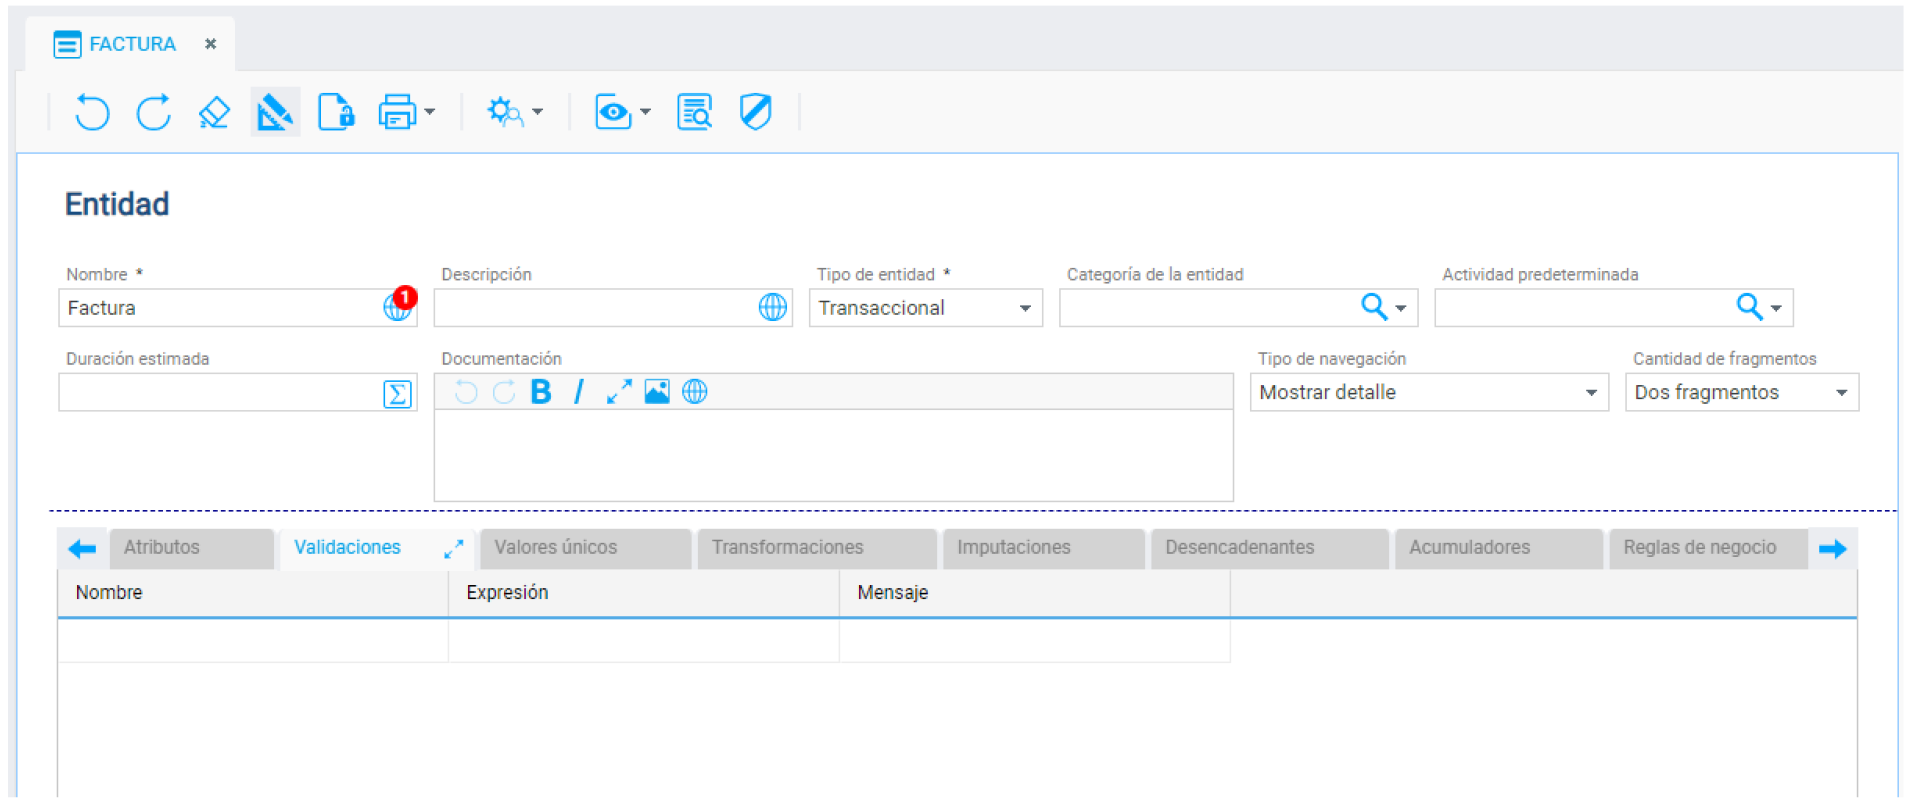 FACTURA
Entidad
Nombre *
Descripción
Tipo de entidad *
Categoría de la entidad
Actividad predeterminada
Factura
1
Transaccional
Duración estimada
Documentación
Tipo de navegación
Cantidad de fragmentos
B I
Mostrar detalle
Dos fragmentos
Atributos
Validaciones
Valores únicos
Transformaciones
Imputaciones
Desencadenantes
Acumuladores
Reglas de negocio
Nombre
Expresión
Mensaje